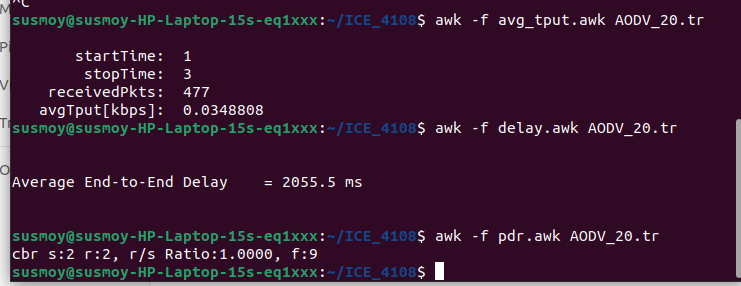 ^C
susmoy@susmoy-HP-Laptop-15s-eq1xxx:~/ICE_4108$ awk -f avg_tput.awk AODV_20.tr
startTime: 1
stopTime: 3
receivedPkts: 477
avgTput[kbps]: 0.0348808
susmoy@susmoy-HP-Laptop-15s-eq1xxx:~/ICE_4108$ awk -f delay.awk AODV_20.tr
Average End-to-End Delay = 2055.5 ms
susmoy@susmoy-HP-Laptop-15s-eq1xxx:~/ICE_4108$ awk -f pdr.awk AODV_20.tr
cbr s:2 r:2, r/s Ratio:1.0000, f:9
susmoy@susmoy-HP-Laptop-15s-eq1xxx:~/ICE_4108$